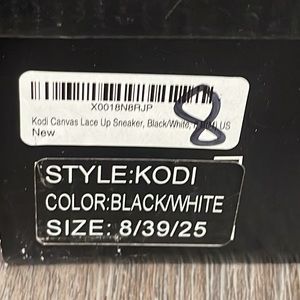 X0018N8RJP
Kodi Canvas Lace Up Sneaker, Black/White, US
New
8
STYLE:KODI
COLOR:BLACK/WHITE
SIZE: 8/39/25